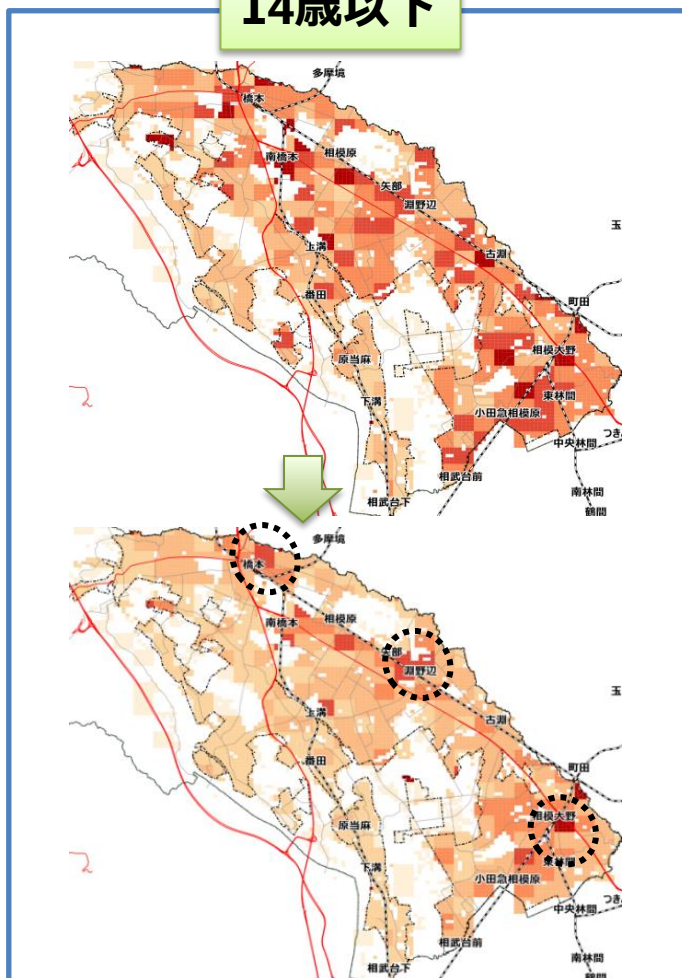 14歳以下
多摩境
橋本
南橋本
相模原
矢部
淵野辺
玉
上溝
古淵
番田
町田
原当麻
相模大野
東林間
下溝
小田急相模原
中央林間
つき
相武台前
南林間
相武台下
鶴間
多摩境
橋本
南橋本
相模原
矢部
淵野辺
玉
上溝
古淵
番田
町田
相模大野
原当麻
東林間
下溝
小田急相模原
つき
中央林間
相武台前
南林間
相武台下
鶴間